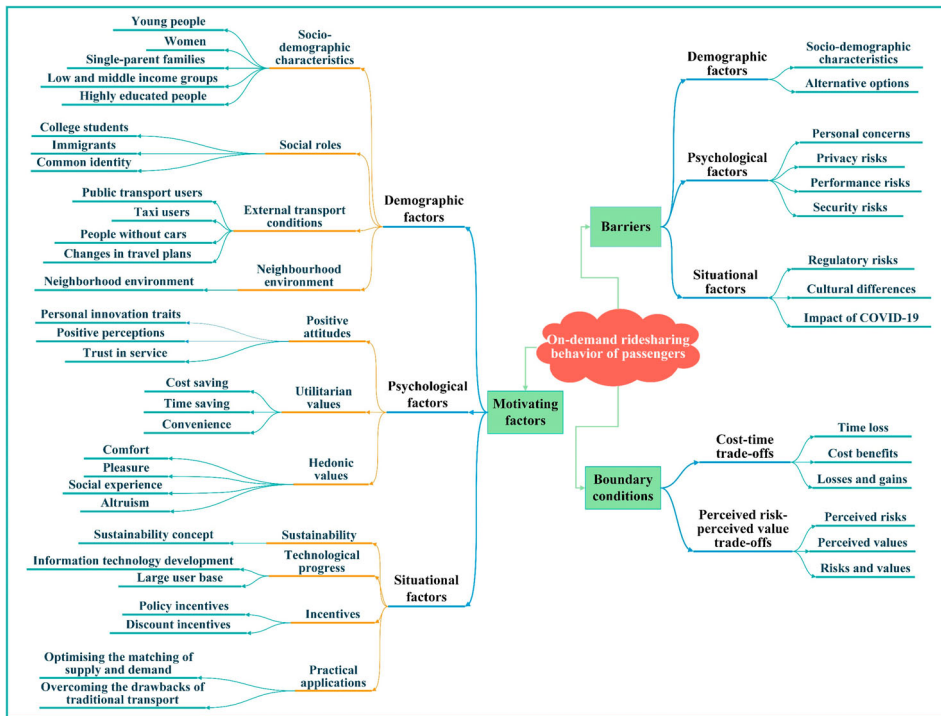 Young people
Women
Single-parent families
Low and middle income groups
Highly educated people
Socio-
demographic
characteristics
College students
Immigrants
Common identity
Social roles
Public transport users
Taxi users
People without cars
Changes in travel plans
External transport
conditions
Neighborhood environment
Neighbourhood
environment
Demographic
factors
Personal innovation traits
Positive perceptions
Trust in service
Positive
attitudes
Cost saving
Time saving
Convenience
Utilitarian
values
Comfort
Pleasure
Social experience
Altruism
Hedonic
values
Psychological
factors
Sustainability concept
Sustainability
Information technology development
Large user base
Technological
progress
Policy incentives
Discount incentives
Incentives
Optimising the matching of
supply and demand
Overcoming the drawbacks of
traditional transport
Practical
applications
Situational
factors
Motivating
factors
On-demand ridesharing
behavior of passengers
Barriers
Demographic
factors
Socio-demographic
characteristics
Alternative options
Psychological
factors
Personal concerns
Privacy risks
Performance risks
Security risks
Situational
factors
Regulatory risks
Cultural differences
Impact of COVID-19
Boundary
conditions
Cost-time
trade-offs
Time loss
Cost benefits
Losses and gains
Perceived risk-
perceived value
trade-offs
Perceived risks
Perceived values
Risks and values